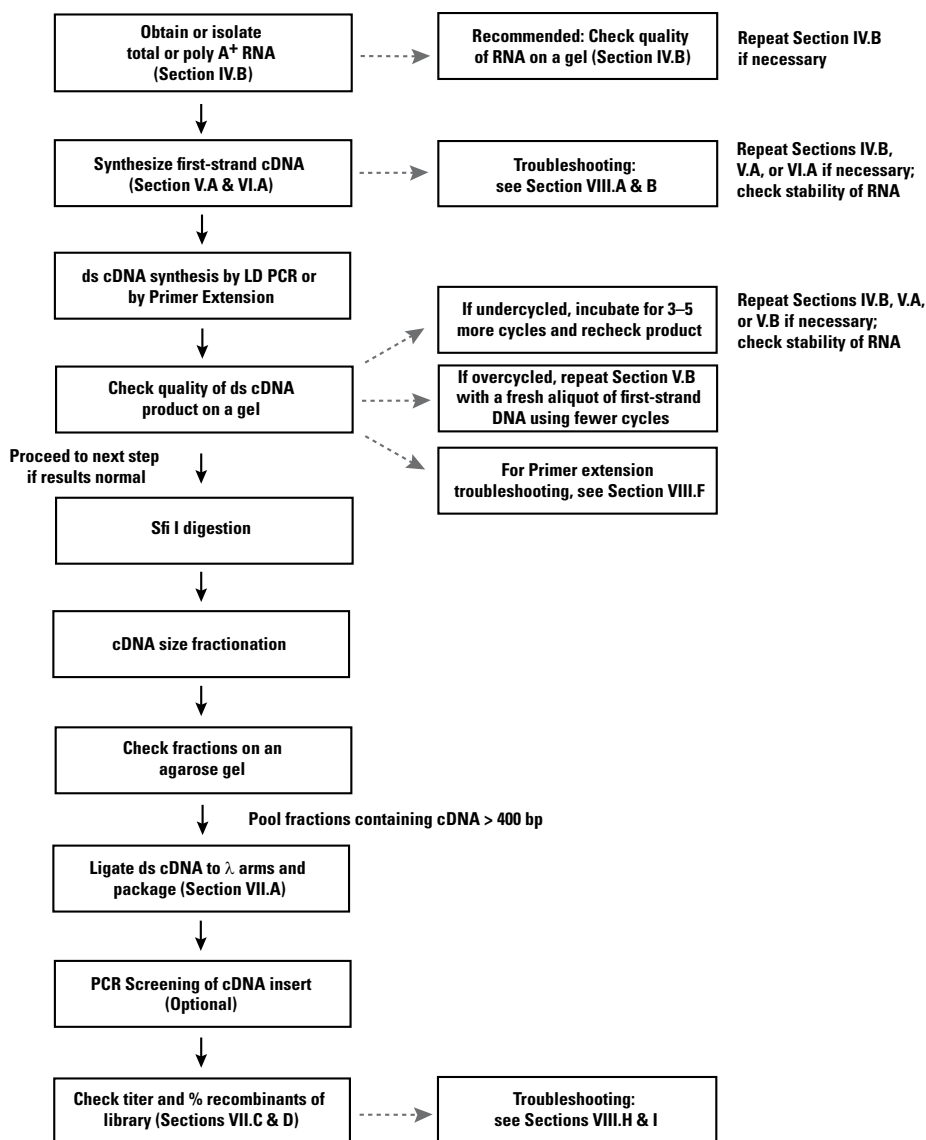 Obtain or isolate
total or poly A+ RNA
(Section IV.B)
Recommended: Check quality
of RNA on a gel (Section IV.B)
Repeat Section IV.B
if necessary
Synthesize first-strand cDNA
(Section V.A & VI.A)
Troubleshooting:
see Section VIII.A & B
Repeat Sections IV.B,
V.A, or VI.A if necessary;
check stability of RNA
ds cDNA synthesis by LD PCR or
by Primer Extension
If undercycled, incubate for 3–5
more cycles and recheck product
Repeat Sections IV.B, V.A,
or V.B if necessary;
check stability of RNA
Check quality of ds cDNA
product on a gel
If overcycled, repeat Section V.B
with a fresh aliquot of first-strand
DNA using fewer cycles
For Primer extension
troubleshooting, see Section VIII.F
Proceed to next step
if results normal
Sfi I digestion
cDNA size fractionation
Check fractions on an
agarose gel
Pool fractions containing cDNA > 400 bp
Ligate ds cDNA to λ arms and
package (Section VII.A)
PCR Screening of cDNA insert
(Optional)
Check titer and % recombinants of
library (Sections VII.C & D)
Troubleshooting:
see Sections VIII.H & I